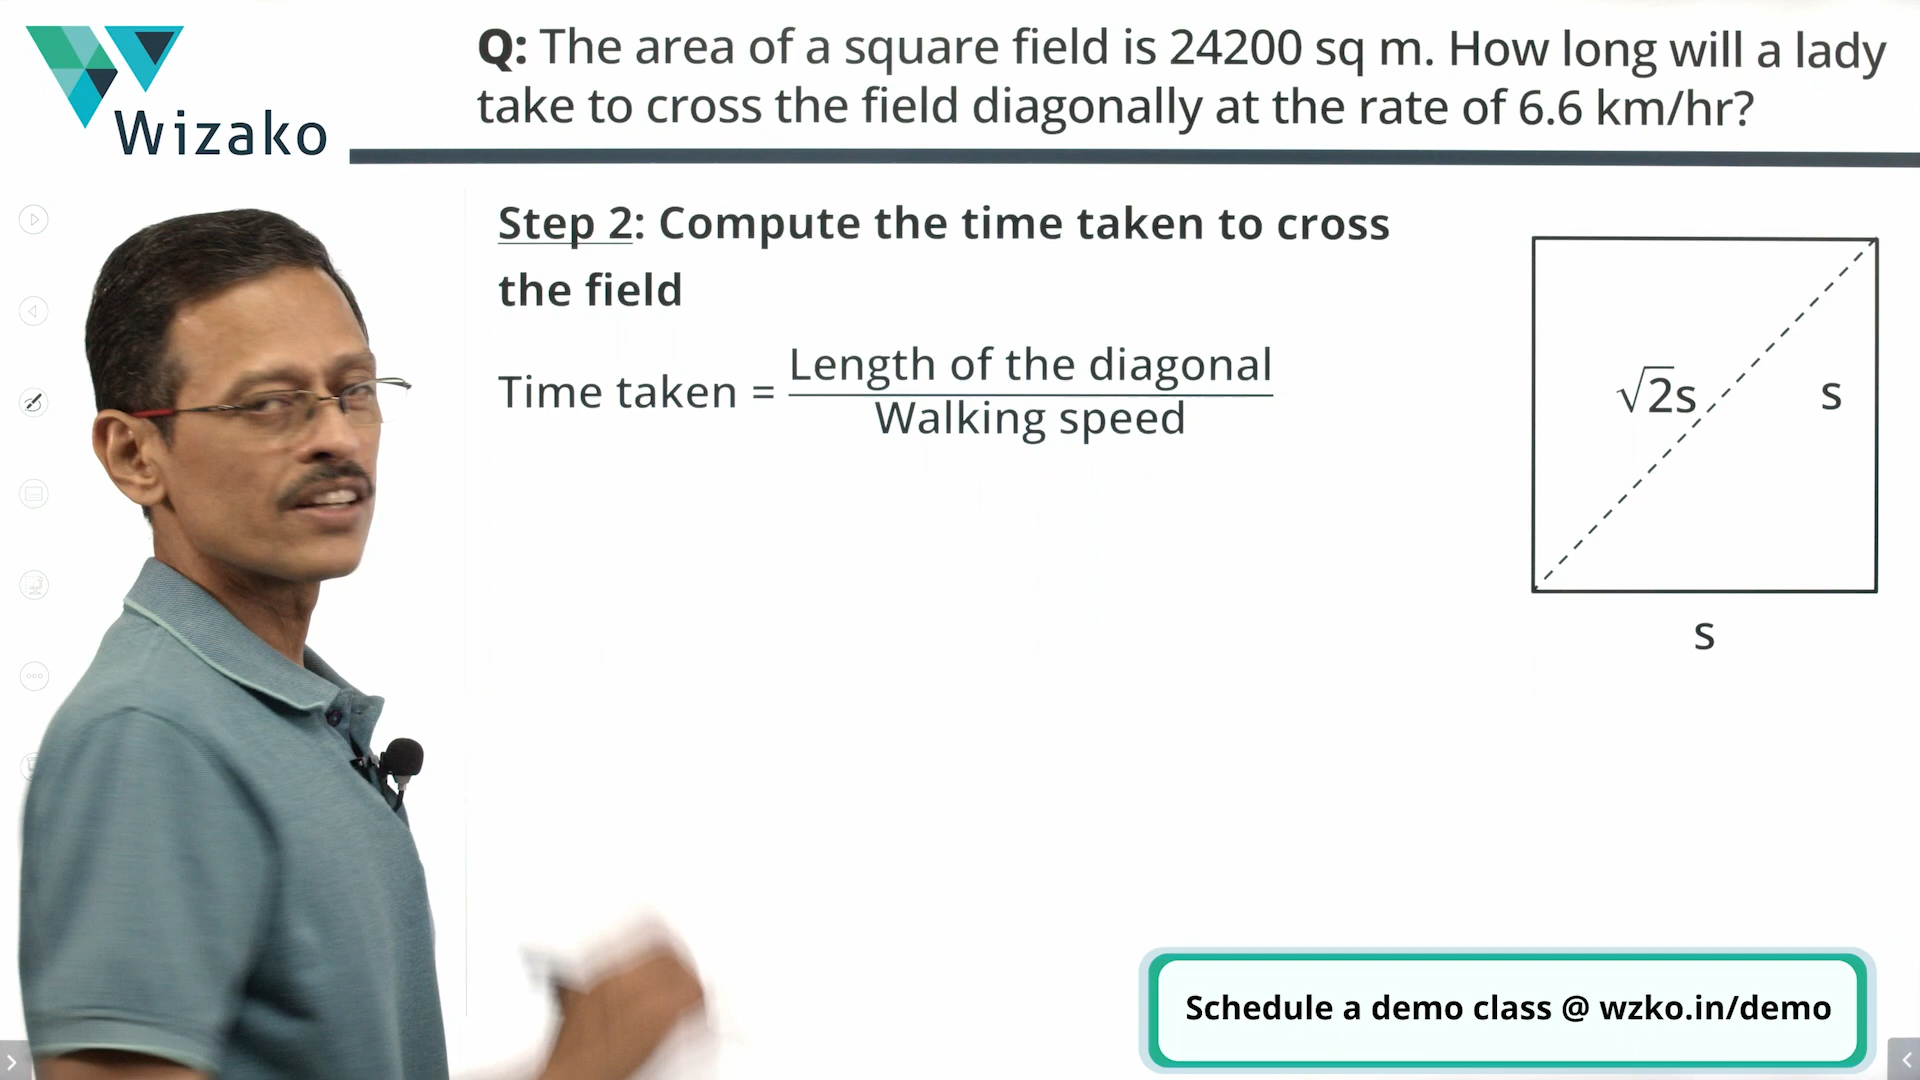 Wizako
Q: The area of a square field is 24200 sq m. How long will a lady
take to cross the field diagonally at the rate of 6.6 km/hr?
Step 2: Compute the time taken to cross
the field
Time taken = Length of the diagonal
Walking speed
√2s
s
s
Schedule a demo class @ wzko.in/demo